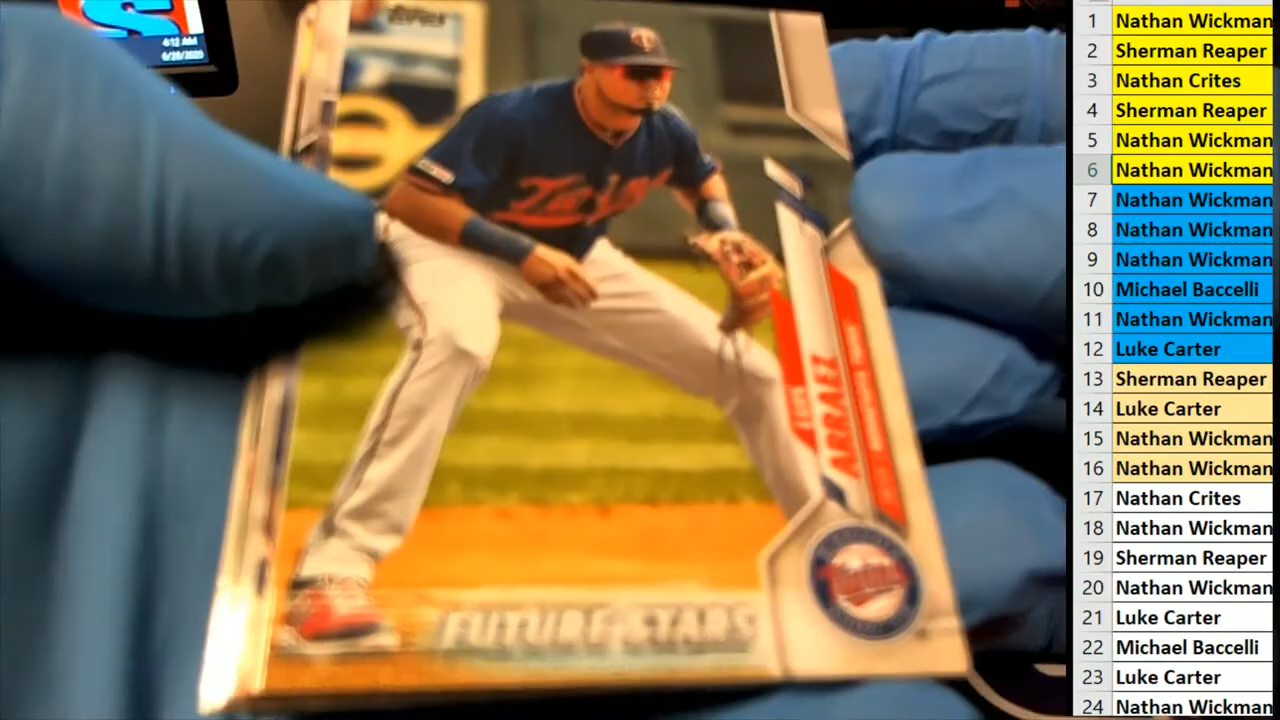 4:12 AM
6/20/2020
Twins
ARRAEZ
FUTURE STARS
Twins
1 Nathan Wickman
2 Sherman Reaper
3 Nathan Crites
4 Sherman Reaper
5 Nathan Wickman
6 Nathan Wickman
7 Nathan Wickman
8 Nathan Wickman
9 Nathan Wickman
10 Michael Baccelli
11 Nathan Wickman
12 Luke Carter
13 Sherman Reaper
14 Luke Carter
15 Nathan Wickman
16 Nathan Wickman
17 Nathan Crites
18 Nathan Wickman
19 Sherman Reaper
20 Nathan Wickman
21 Luke Carter
22 Michael Baccelli
23 Luke Carter
24 Nathan Wickman